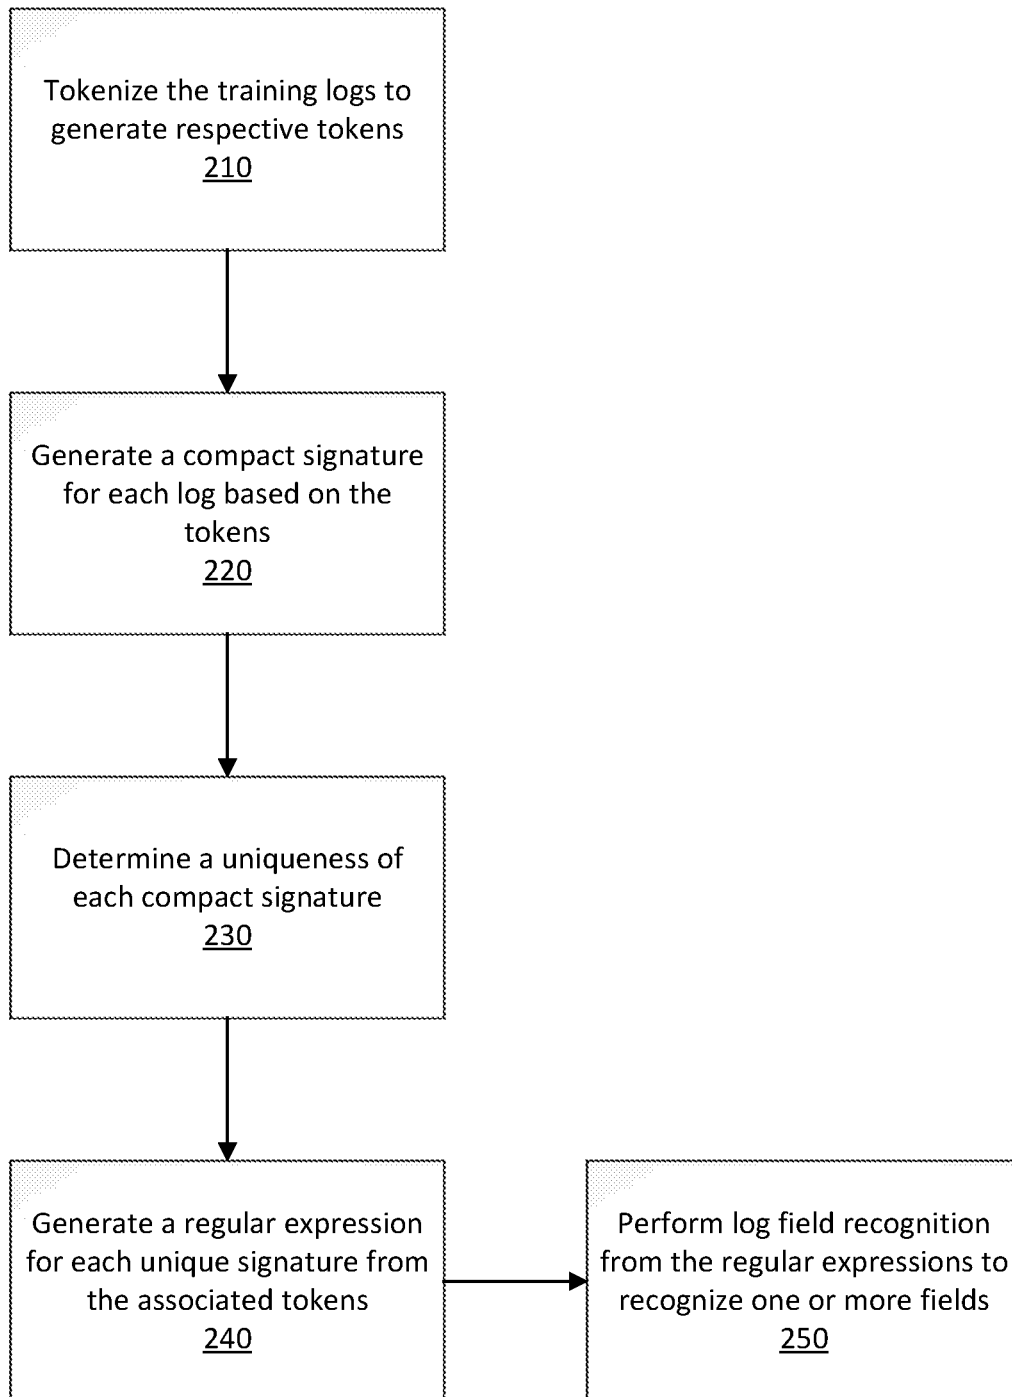 Tokenize the training logs to
generate respective tokens
210
Generate a compact signature
for each log based on the
tokens
220
Determine a uniqueness of
each compact signature
230
Generate a regular expression
for each unique signature from
the associated tokens
240
Perform log field recognition
from the regular expressions to
recognize one or more fields
250